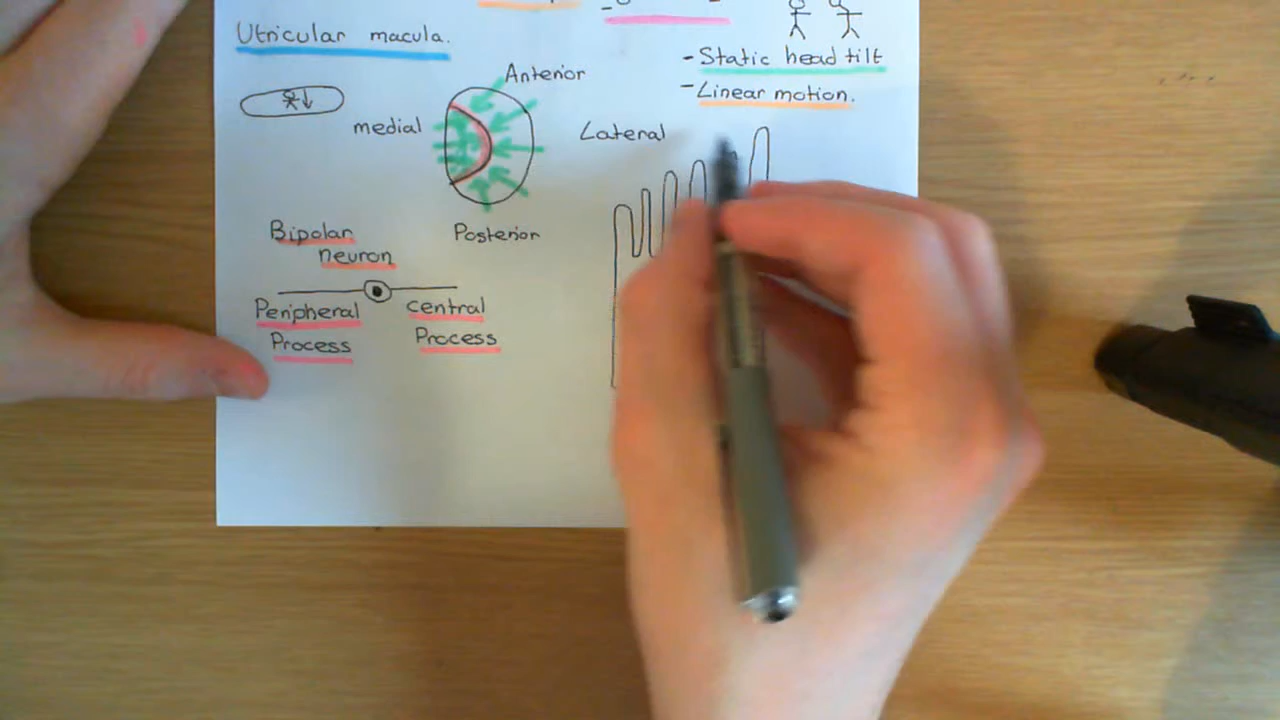 Utricular macula.
- Static head tilt
- Linear motion.
Anterior
medial
Lateral
Posterior
Bipolar
neuron
Peripheral
Process
central
Process